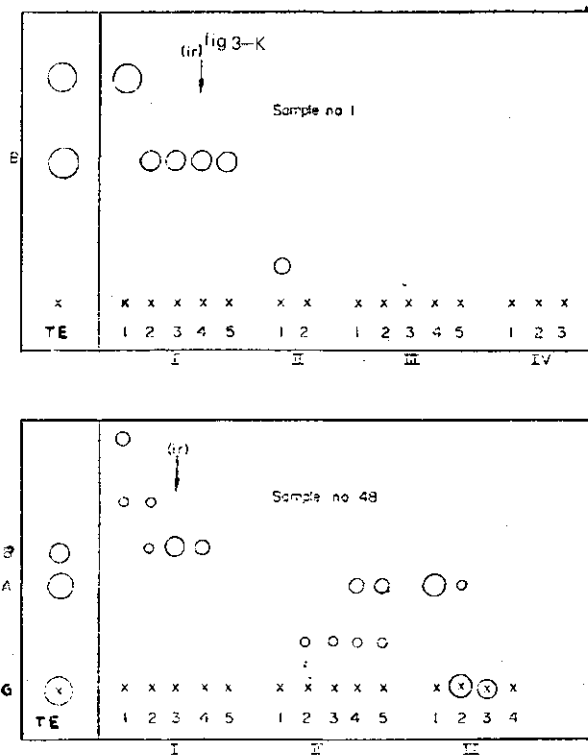 fig 3-K
(ir)
Sample no 1
B
x x x x x x x x x x x x x x x x
TE 1 2 3 4 5 1 2 1 2 3 4 5 1 2 3
I II III IV
(ir)
Sample no 48
B
A
G x x x x x x x x x x x x x x x
TE 1 2 3 4 5 1 2 3 4 5 1 2 3 4
I II III